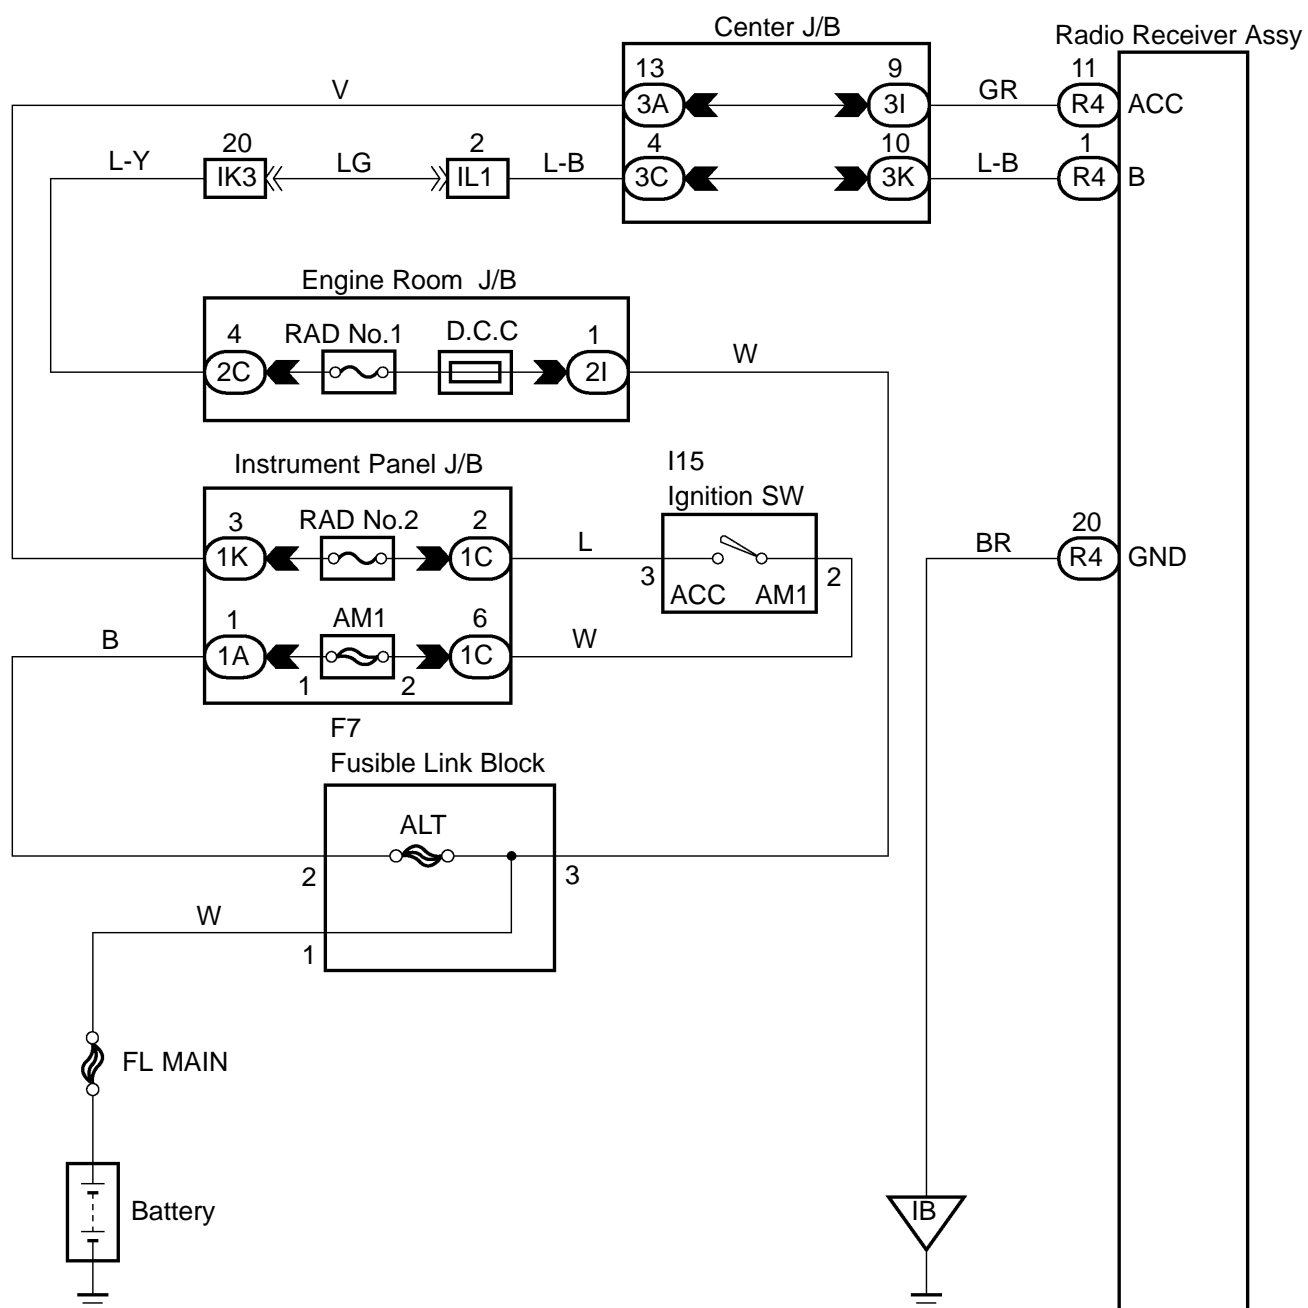 Center J/B
Radio Receiver Assy
13 9 11
V 3A 3I GR R4 ACC
20 2 4 10 1
L-Y IK3 LG IL1 L-B 3C 3K L-B R4 B
Engine Room J/B
4 RAD No.1 D.C.C 1
2C 2I W
Instrument Panel J/B
I15
Ignition SW
3 RAD No.2 2 20
1K 1C L BR R4 GND
3 2
ACC AM1
1 AM1 6
B 1A 1C W
1 2
F7
Fusible Link Block
ALT
2 3
W
1
FL MAIN
Battery
IB